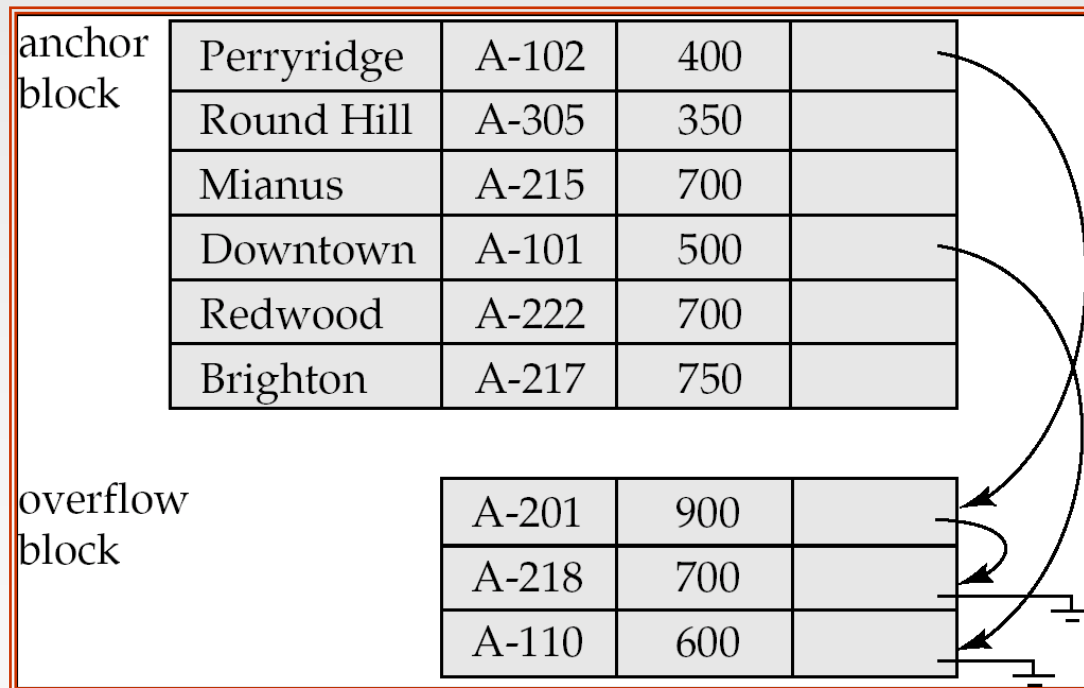 anchor
block
Perryridge A-102 400
Round Hill A-305 350
Mianus A-215 700
Downtown A-101 500
Redwood A-222 700
Brighton A-217 750
overflow
block
A-201 900
A-218 700
A-110 600